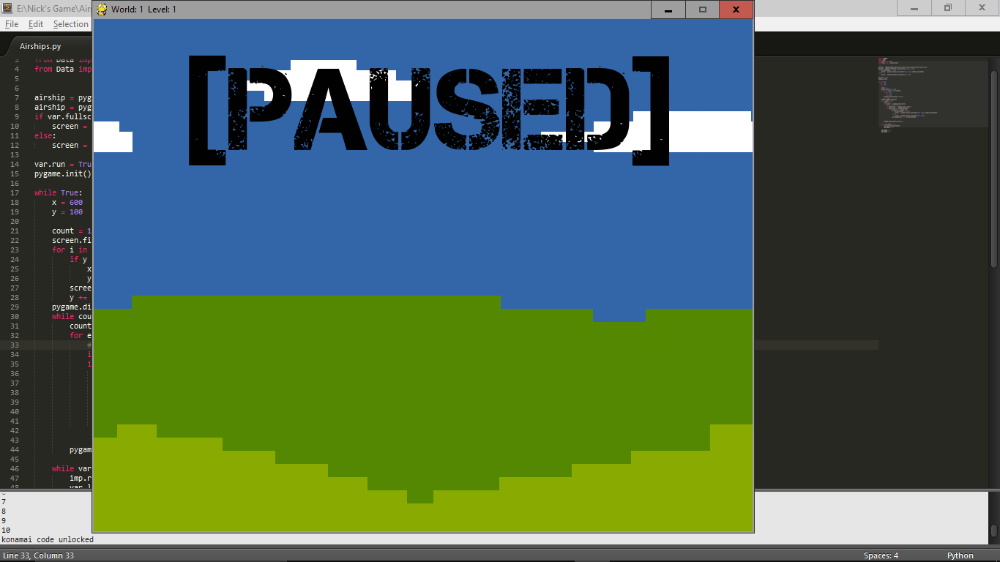 E:\Nick's Game\Airs
World: 1 Level: 1
File Edit Selection
Airships.py
[PAUSED]
3 from Data imp
4 from Data imp
5
6
7 airship = pyg
8 airship = pyg
9 if var.fullsc
10 screen =
11 else:
12 screen =
13
14 var.run = Tru
15 pygame.init()
16
17 while True:
18 x = 600
19 y = 100
20
21 count = 1
22 screen.fi
23 for i in
24 if y
25 x
26 y
27 scree
28 y +=
29 pygame.di
30 while cou
31 count
32 for e
33 #
34 i
35 i
36
37
38
39
40
41
42
43
44 pygam
45
46 while var
47 imp.r
48 var.l
7
8
9
10
konamai code unlocked
Line 33, Column 33
Spaces: 4
Python